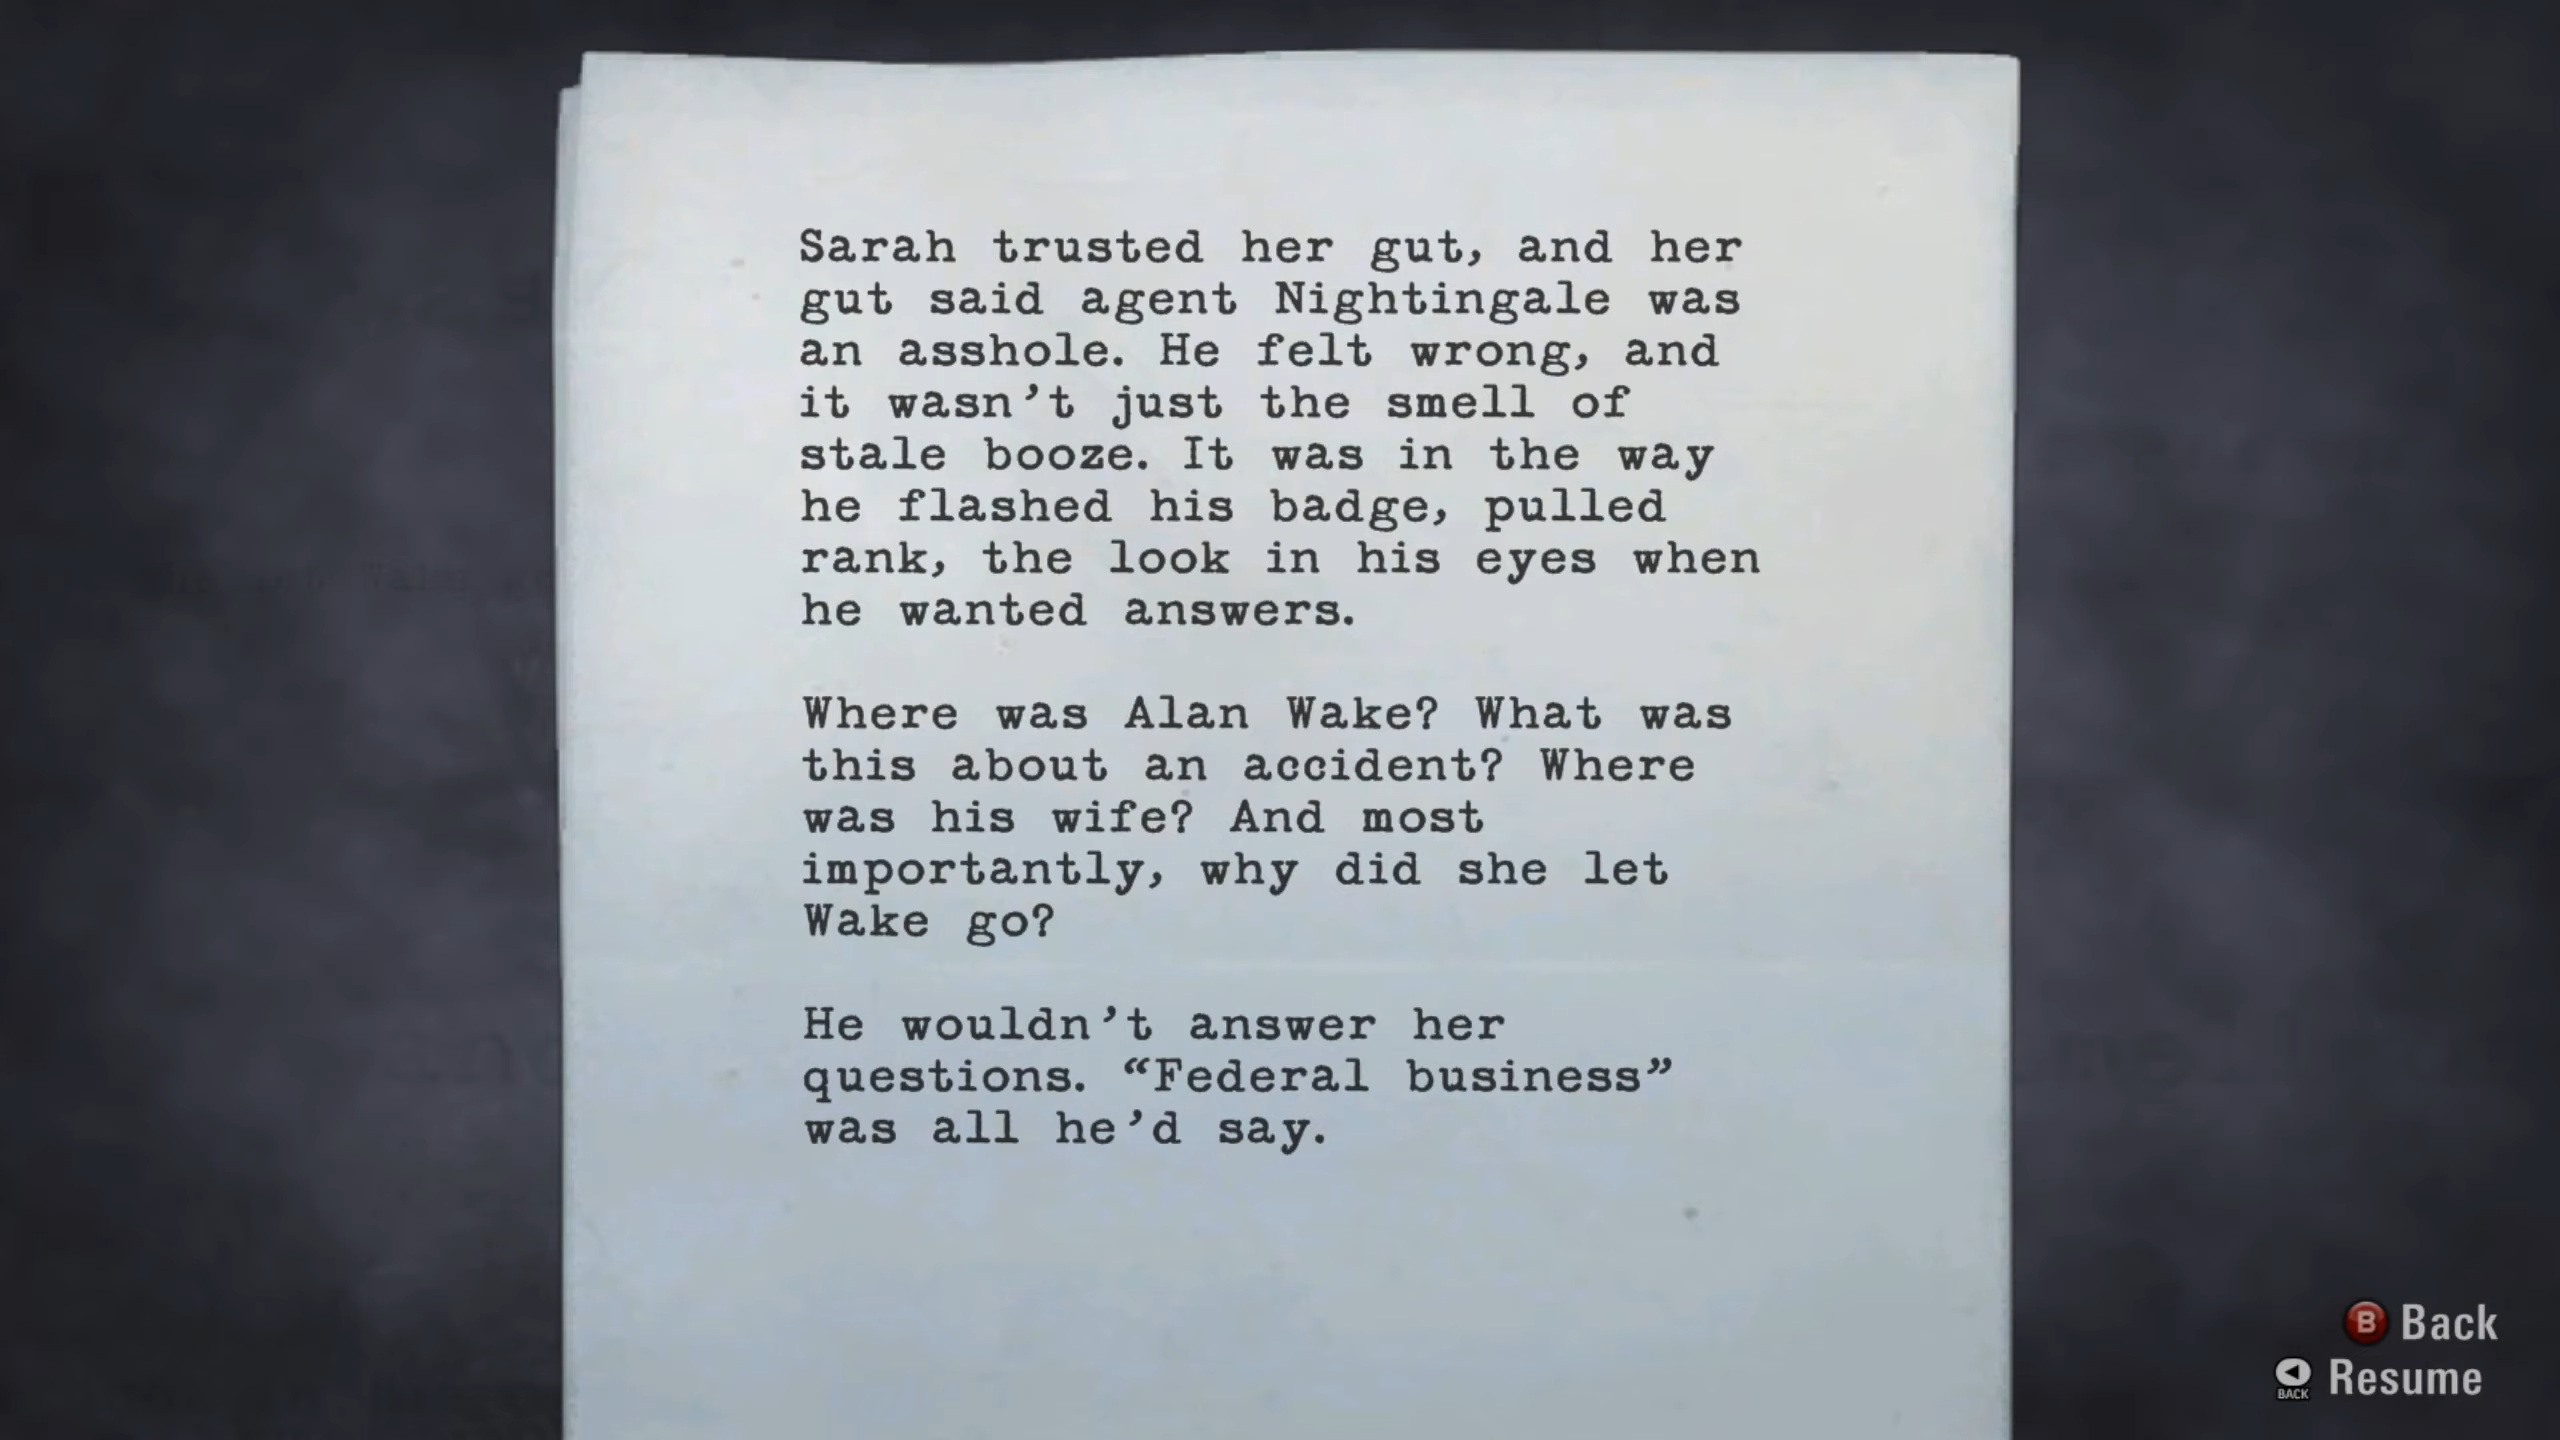 Sarah trusted her gut, and her
gut said agent Nightingale was
an asshole. He felt wrong, and
it wasn’t just the smell of
stale booze. It was in the way
he flashed his badge, pulled
rank, the look in his eyes when
he wanted answers.
Where was Alan Wake? What was
this about an accident? Where
was his wife? And most
importantly, why did she let
Wake go?
He wouldn’t answer her
questions. “Federal business”
was all he’d say.
B Back
BACK Resume